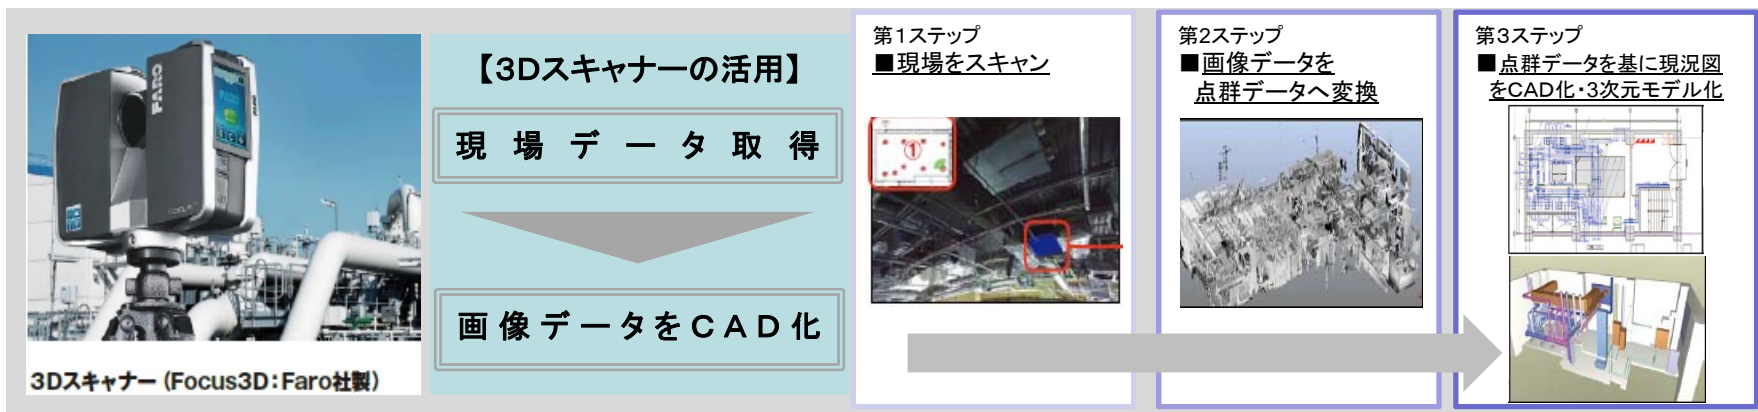 FARO
FARO
3Dスキャナー (Focus3D:Faro社製)
【3Dスキャナーの活用】
現場データ取得
画像データをCAD化
第1ステップ
■現場をスキャン
①
第2ステップ
■画像データを
点群データへ変換
第3ステップ
■点群データを基に現況図
をCAD化・3次元モデル化